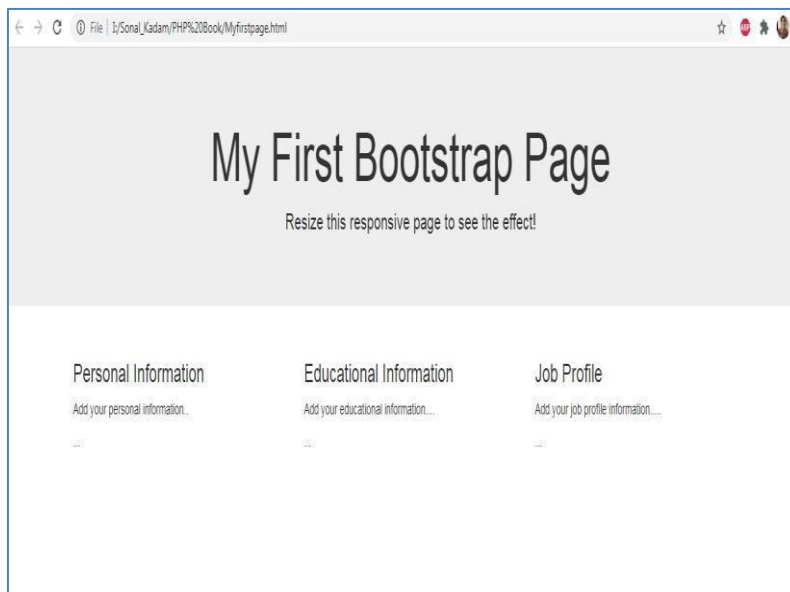 File I:/Sonal_Kadam/PHP%20Book/Myfirstpage.html
ABP
My First Bootstrap Page
Resize this responsive page to see the effect!
Personal Information
Educational Information
Job Profile
Add your personal information..
Add your educational information....
Add your job profile information.....
...
...
...